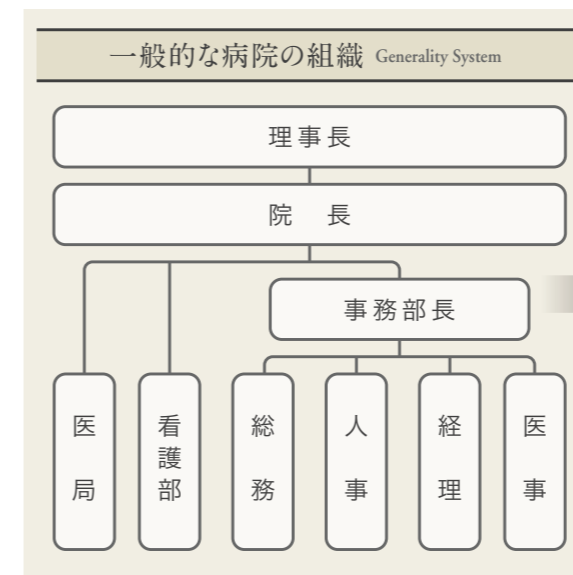 一般的な病院の組織 Generality System
理事長
院長
事務部長
医局
看護部
総務
人事
経理
医事